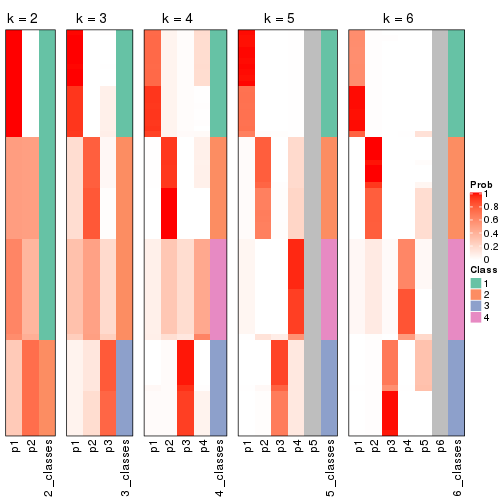 k = 2
k = 3
k = 4
k = 5
k = 6
Prob
1
0.8
0.6
0.4
0.2
0
Class
1
2
3
4
p1
p2
2_classes
p1
p2
p3
3_classes
p1
p2
p3
p4
4_classes
p1
p2
p3
p4
p5
5_classes
p1
p2
p3
p4
p5
p6
6_classes